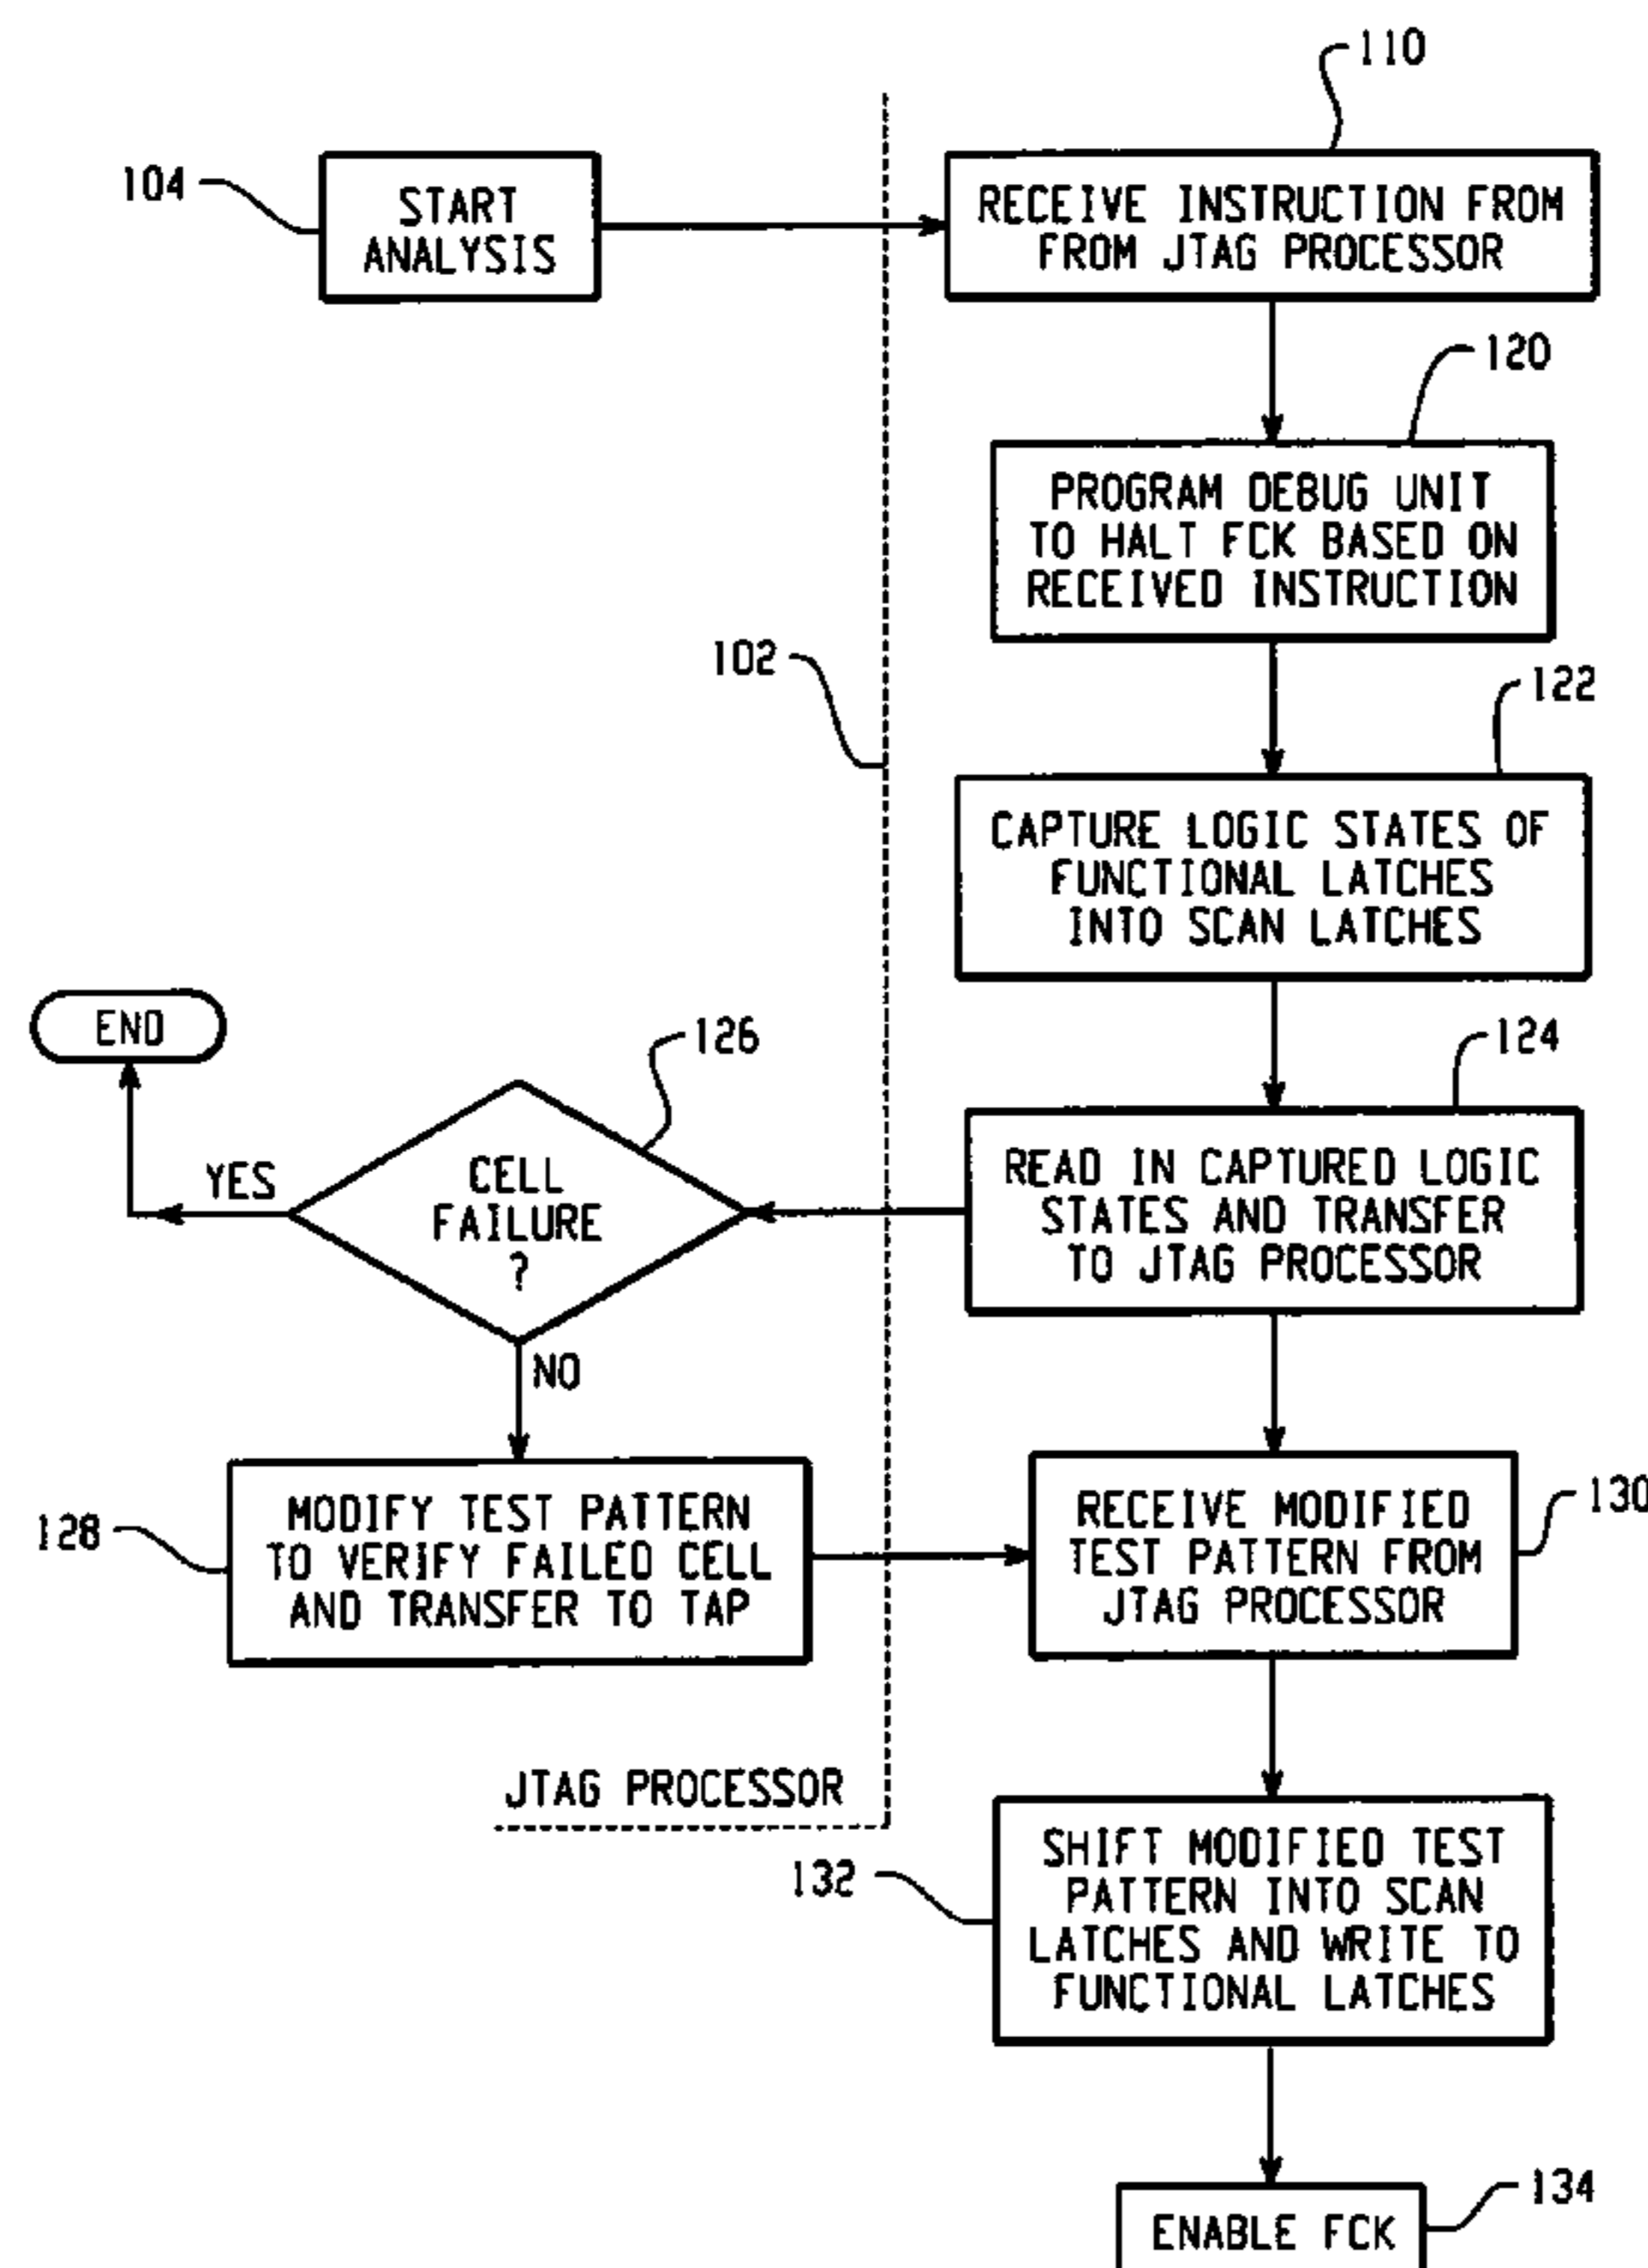 110
104
START
ANALYSIS
RECEIVE INSTRUCTION FROM
FROM JTAG PROCESSOR
120
PROGRAM DEBUG UNIT
TO HALT FCK BASED ON
RECEIVED INSTRUCTION
102
122
CAPTURE LOGIC STATES OF
FUNCTIONAL LATCHES
INTO SCAN LATCHES
END
126
124
YES
CELL
FAILURE
?
READ IN CAPTURED LOGIC
STATES AND TRANSFER
TO JTAG PROCESSOR
NO
128
MODIFY TEST PATTERN
TO VERIFY FAILED CELL
AND TRANSFER TO TAP
RECEIVE MODIFIED
TEST PATTERN FROM
JTAG PROCESSOR
130
JTAG PROCESSOR
132
SHIFT MODIFIED TEST
PATTERN INTO SCAN
LATCHES AND WRITE TO
FUNCTIONAL LATCHES
134
ENABLE FCK